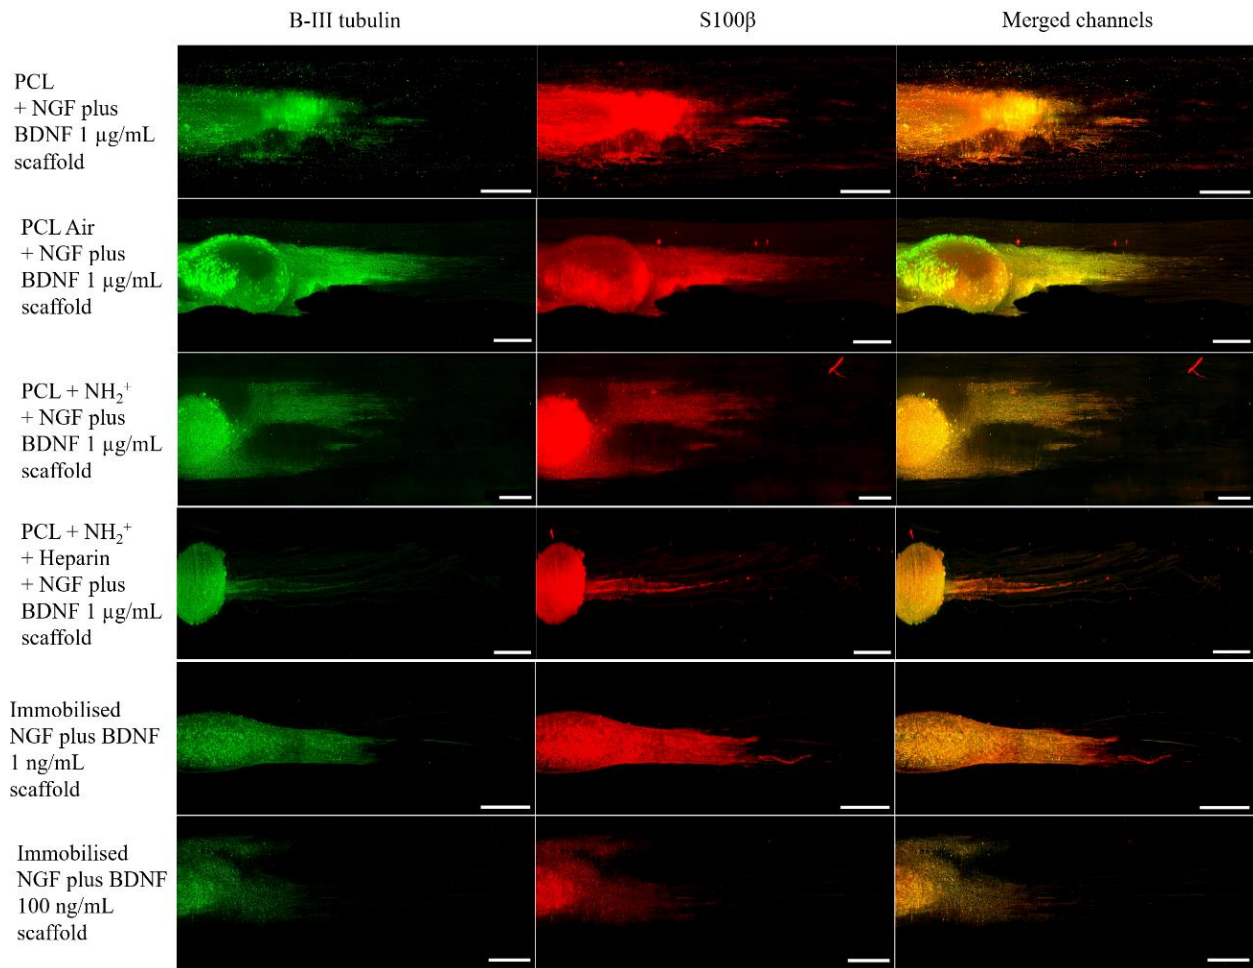 B-III tubulin
S100β
Merged channels
PCL
+ NGF plus
BDNF 1 µg/mL
scaffold
PCL Air
+ NGF plus
BDNF 1 µg/mL
scaffold
PCL + NH₂⁺
+ NGF plus
BDNF 1 µg/mL
scaffold
PCL + NH₂⁺
+ Heparin
+ NGF plus
BDNF 1 µg/mL
scaffold
Immobilised
NGF plus BDNF
1 ng/mL
scaffold
Immobilised
NGF plus BDNF
100 ng/mL
scaffold